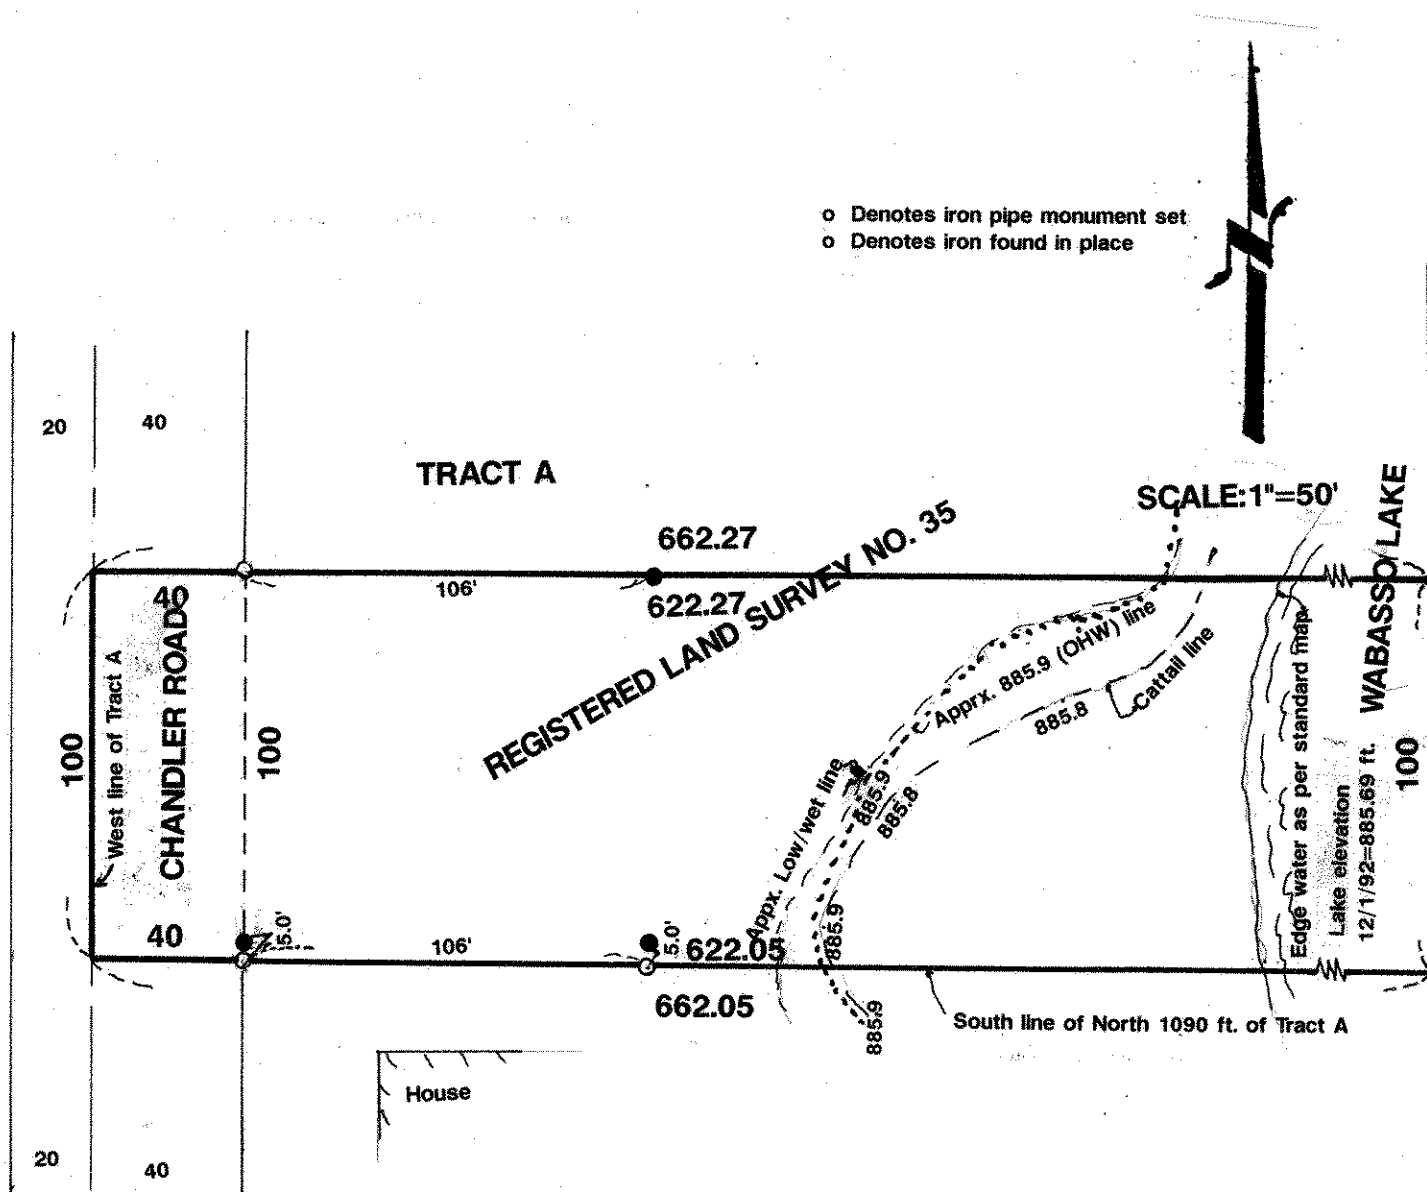 o Denotes iron pipe monument set
o Denotes iron found in place
20
40
TRACT A
SCALE:1"=50'
662.27
40
106'
622.27
REGISTERED LAND SURVEY NO. 35
WABASSO LAKE
100
West line of Tract A
CHANDLER ROAD
100
Apprx. 885.9 (OHW) line
Cattail line
885.8
Appx. Low/wet line
885.9
885.8
Edge water as per standard map
Lake elevation
12/1/92=885.69 ft.
100
40
5.0'
106'
5.0'
622.05
885.9
662.05
885.9
South line of North 1090 ft. of Tract A
House
20
40